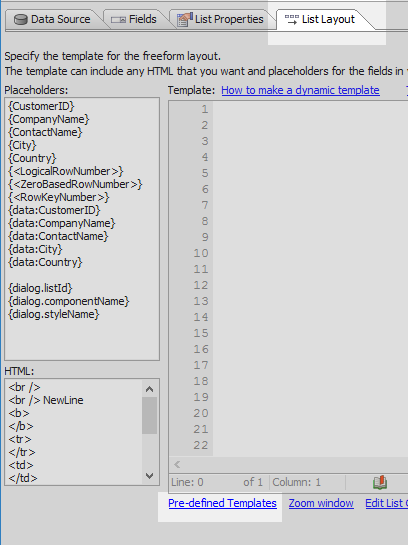 Data Source Fields List Properties List Layout
Specify the template for the freeform layout.
The template can include any HTML that you want and placeholders for the fields in
Placeholders: Template: How to make a dynamic template
{CustomerID}
{CompanyName}
{ContactName}
{City}
{Country}
{<LogicalRowNumber>}
{<ZeroBasedRowNumber>}
{<RowKeyNumber>}
{data:CustomerID}
{data:CompanyName}
{data:ContactName}
{data:City}
{data:Country}
{dialog.listId}
{dialog.componentName}
{dialog.styleName}
1
2
3
4
5
6
7
8
9
10
11
12
13
14
15
16
17
18
19
20
21
22
HTML:
<br />
<br /> NewLine
<b>
</b>
<tr>
</tr>
<td>
</td>
Line: 0 of 1 Column: 1
Pre-defined Templates Zoom window Edit List